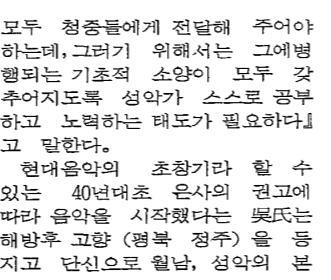 모두 청중들에게 전달해 주어야
하는데, 그러기 위해서는 그에병
행되는 기초적 소양이 모두 갖
추어지도록 성악가 스스로 공부
하고 노력하는 태도가 필요하다』
고 말한다.
현대음악의 초창기라 할 수
있는 40년대초 은사의 권고에
따라 음악을 시작했다는 吳氏는
해방후 고향 (평북 정주) 을 등
지고 단신으로 월남, 성악의 본